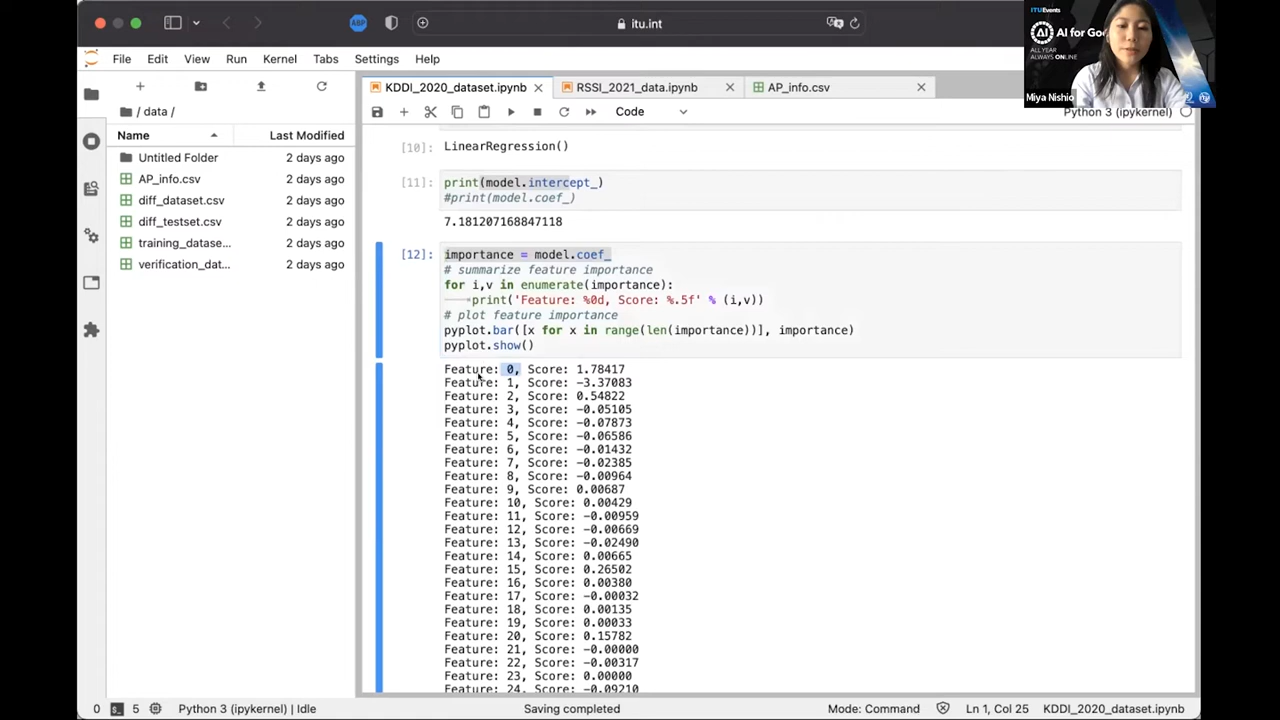 ABP
itu.int
ITUEvents
AI AI for Good
ALL YEAR
ALWAYS ONLINE
Miya Nishio
File Edit View Run Kernel Tabs Settings Help
KDDI_2020_dataset.ipynb
RSSI_2021_data.ipynb
AP_info.csv
/ data /
Code
Python 3 (ipykernel)
Name Last Modified
Untitled Folder 2 days ago
AP_info.csv 2 days ago
diff_dataset.csv 2 days ago
diff_testset.csv 2 days ago
training_datase... 2 days ago
verification_dat... 2 days ago
[10]: LinearRegression()
[11]: print(model.intercept_)
#print(model.coef_)
7.181207168847118
[12]: importance = model.coef_
# summarize feature importance
for i,v in enumerate(importance):
print('Feature: %0d, Score: %.5f' % (i,v))
# plot feature importance
pyplot.bar([x for x in range(len(importance))], importance)
pyplot.show()
Feature: 0, Score: 1.78417
Feature: 1, Score: -3.37083
Feature: 2, Score: 0.54822
Feature: 3, Score: -0.05105
Feature: 4, Score: -0.07873
Feature: 5, Score: -0.06586
Feature: 6, Score: -0.01432
Feature: 7, Score: -0.02385
Feature: 8, Score: -0.00964
Feature: 9, Score: 0.00687
Feature: 10, Score: 0.00429
Feature: 11, Score: -0.00959
Feature: 12, Score: -0.00669
Feature: 13, Score: -0.02490
Feature: 14, Score: 0.00665
Feature: 15, Score: 0.26502
Feature: 16, Score: 0.00380
Feature: 17, Score: -0.00032
Feature: 18, Score: 0.00135
Feature: 19, Score: 0.00033
Feature: 20, Score: 0.15782
Feature: 21, Score: -0.00000
Feature: 22, Score: -0.00317
Feature: 23, Score: 0.00000
Feature: 24, Score: -0.09210
0 5 Python 3 (ipykernel) | Idle Saving completed Mode: Command Ln 1, Col 25 KDDI_2020_dataset.ipynb